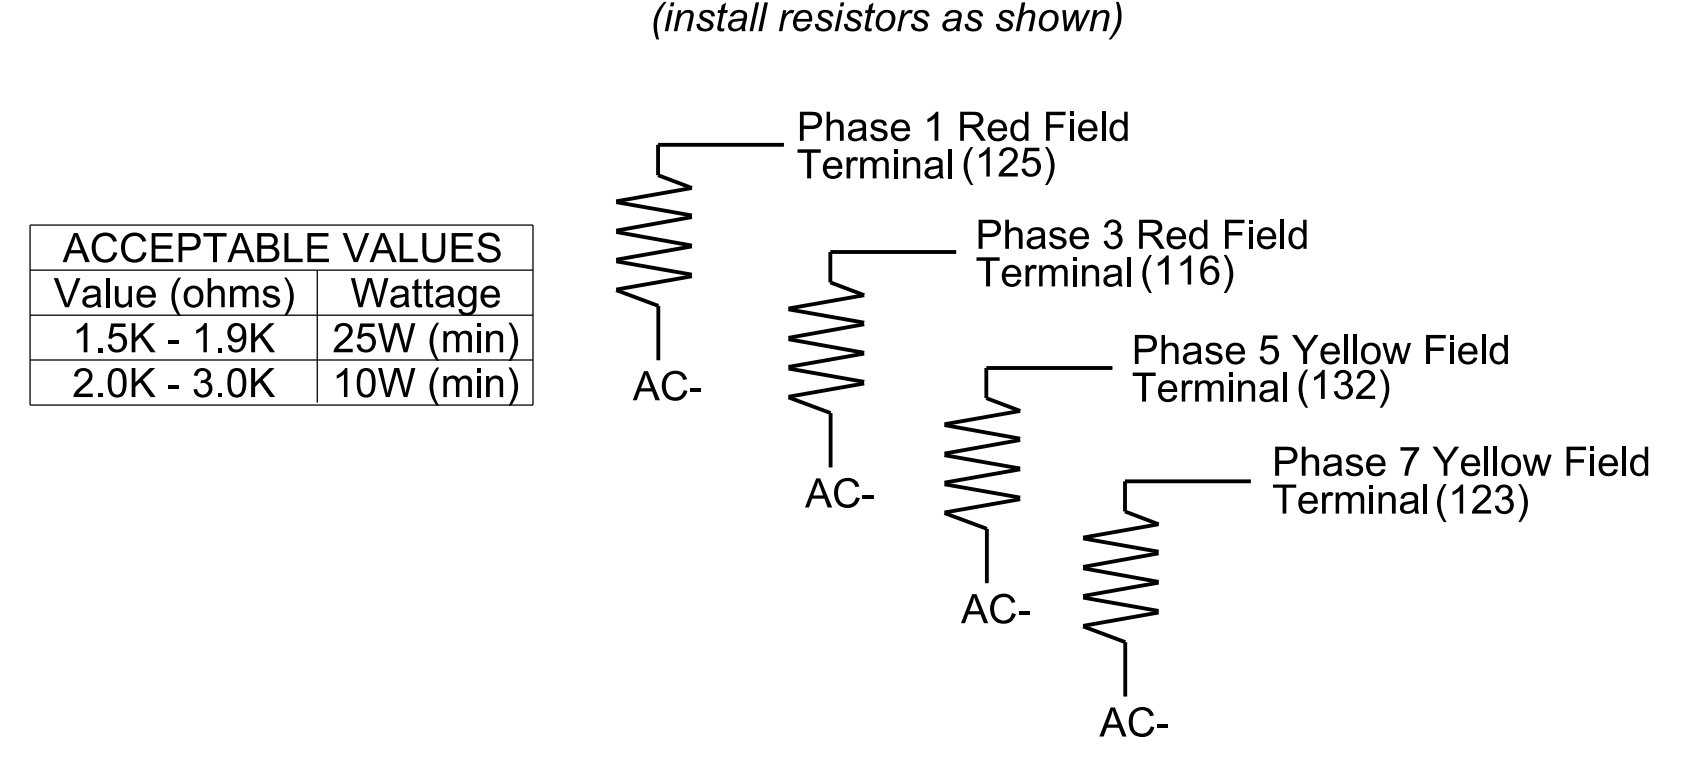 (install resistors as shown)
ACCEPTABLE VALUES
Value (ohms) Wattage
1.5K - 1.9K 25W (min)
2.0K - 3.0K 10W (min)
Phase 1 Red Field
Terminal (125)
AC-
Phase 3 Red Field
Terminal (116)
AC-
Phase 5 Yellow Field
Terminal (132)
AC-
Phase 7 Yellow Field
Terminal (123)
AC-